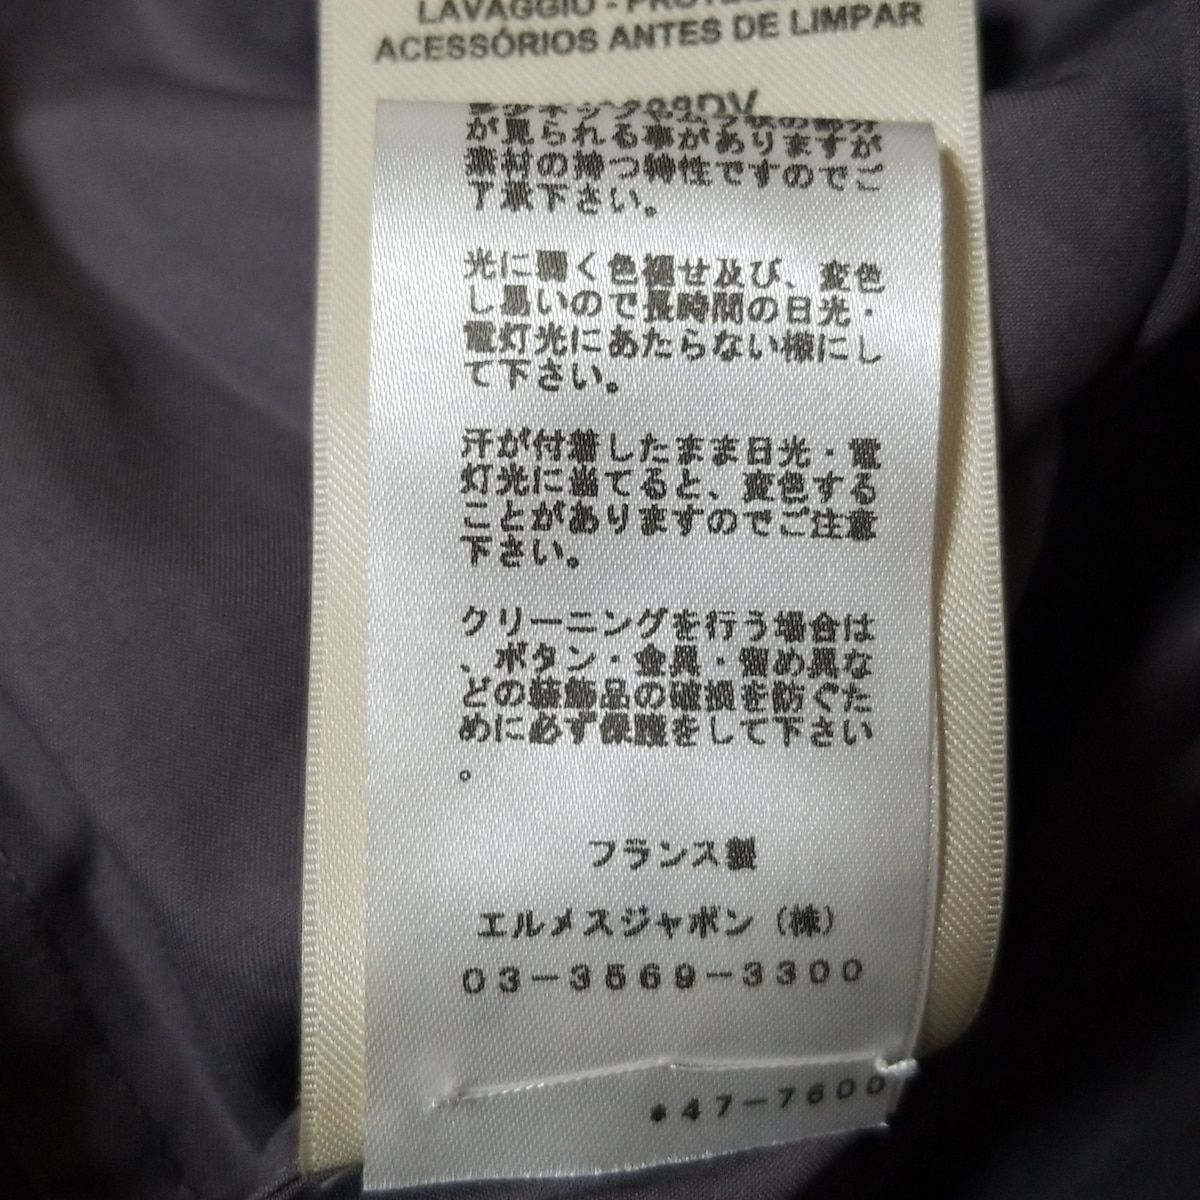 LAVAGGIO -
ACESSÓRIOS ANTES DE LIMPAR
が見られる事がありますが
素材の持つ特性ですのでご
了承下さい。
光に弱く色褪せ及び、変色
し易いので長時間の日光・
電灯光にあたらない様にし
て下さい。
汗が付着したまま日光・電
灯光に当てると、変色する
ことがありますのでご注意
下さい。
クリーニングを行う場合は
、ボタン・金具・留め具な
どの装飾品の破損を防ぐた
めに必ず保護をして下さい
。
フランス製
エルメスジャポン（株）
03-3569-3300
*47-7600